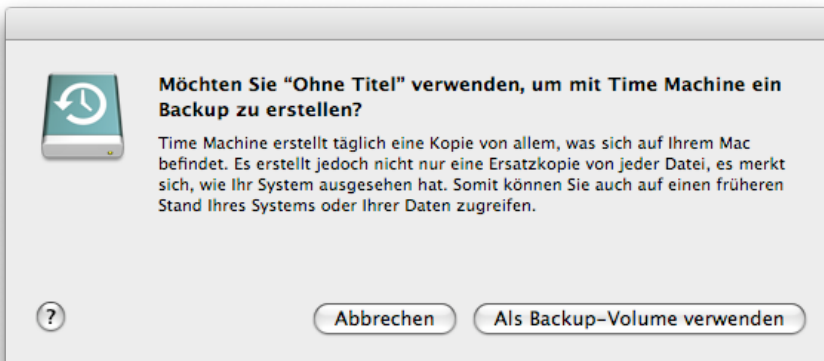 Möchten Sie “Ohne Titel” verwenden, um mit Time Machine ein
Backup zu erstellen?
Time Machine erstellt täglich eine Kopie von allem, was sich auf Ihrem Mac
befindet. Es erstellt jedoch nicht nur eine Ersatzkopie von jeder Datei, es merkt
sich, wie Ihr System ausgesehen hat. Somit können Sie auch auf einen früheren
Stand Ihres Systems oder Ihrer Daten zugreifen.
? Abbrechen Als Backup-Volume verwenden